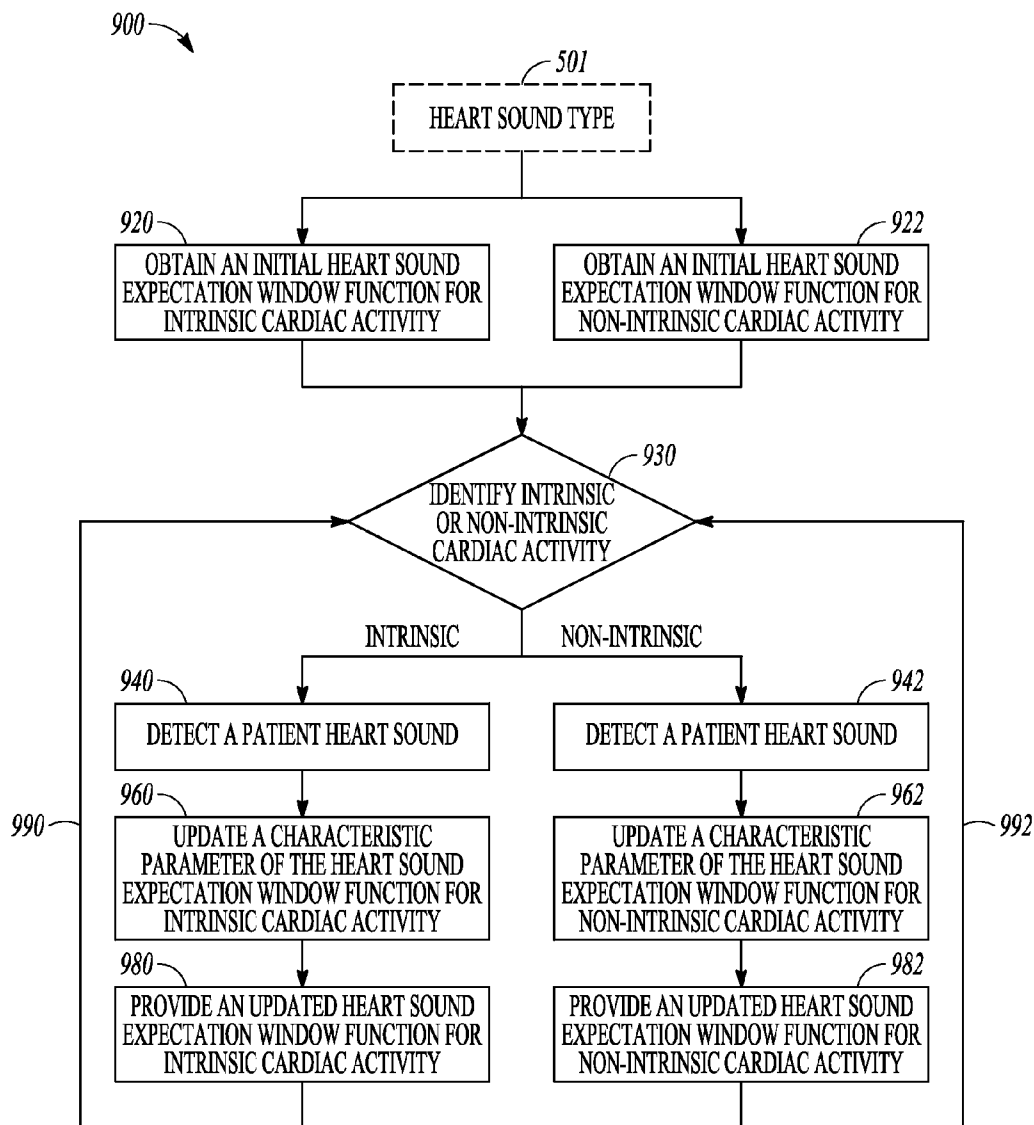 900
501
HEART SOUND TYPE
920
OBTAIN AN INITIAL HEART SOUND
EXPECTATION WINDOW FUNCTION FOR
INTRINSIC CARDIAC ACTIVITY
922
OBTAIN AN INITIAL HEART SOUND
EXPECTATION WINDOW FUNCTION FOR
NON-INTRINSIC CARDIAC ACTIVITY
930
IDENTIFY INTRINSIC
OR NON-INTRINSIC
CARDIAC ACTIVITY
INTRINSIC
NON-INTRINSIC
940
DETECT A PATIENT HEART SOUND
942
DETECT A PATIENT HEART SOUND
960
UPDATE A CHARACTERISTIC
PARAMETER OF THE HEART SOUND
EXPECTATION WINDOW FUNCTION FOR
INTRINSIC CARDIAC ACTIVITY
962
UPDATE A CHARACTERISTIC
PARAMETER OF THE HEART SOUND
EXPECTATION WINDOW FUNCTION FOR
NON-INTRINSIC CARDIAC ACTIVITY
990
992
980
PROVIDE AN UPDATED HEART SOUND
EXPECTATION WINDOW FUNCTION FOR
INTRINSIC CARDIAC ACTIVITY
982
PROVIDE AN UPDATED HEART SOUND
EXPECTATION WINDOW FUNCTION FOR
NON-INTRINSIC CARDIAC ACTIVITY